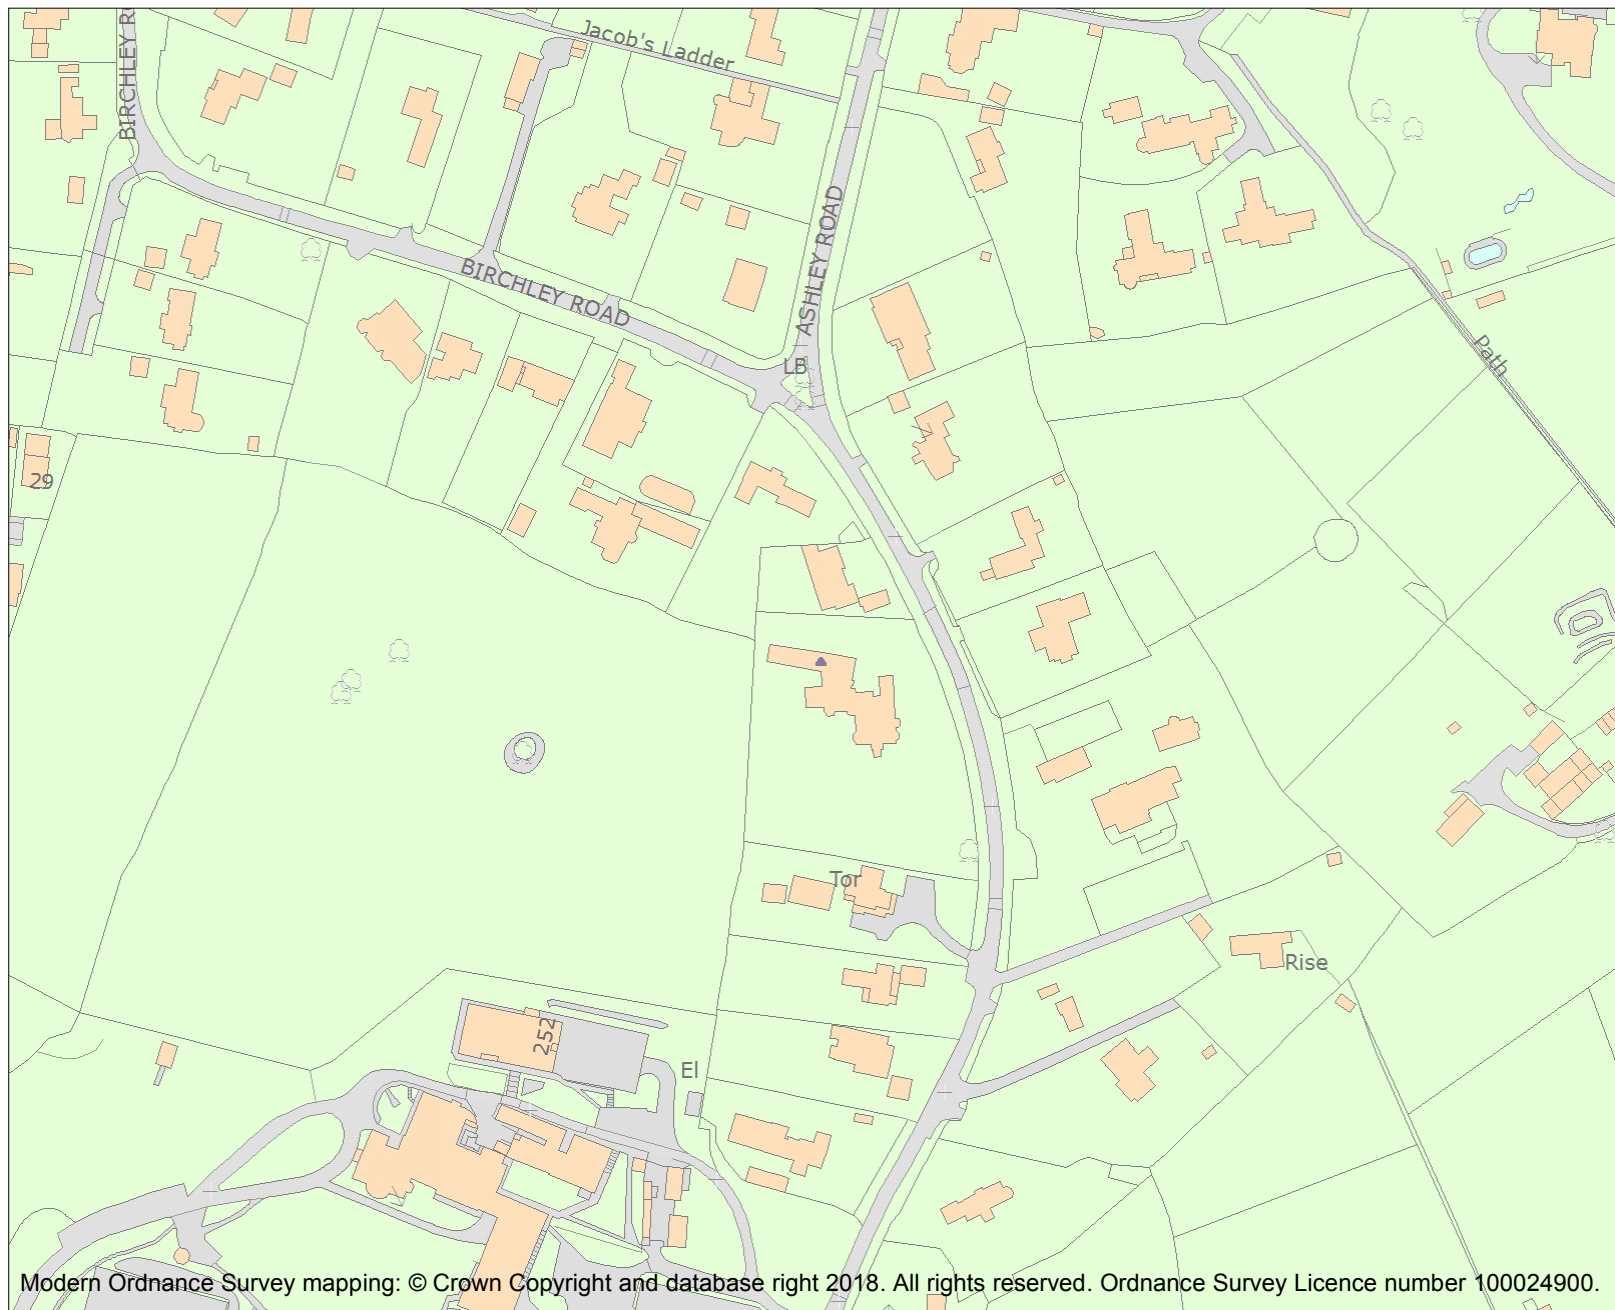 BIRCHLEY RO
Jacob's Ladder
BIRCHLEY ROAD
ASHLEY ROAD
LB
Path
29
Tor
Rise
252
El
Modern Ordnance Survey mapping: © Crown Copyright and database right 2018. All rights reserved. Ordnance Survey Licence number 100024900.